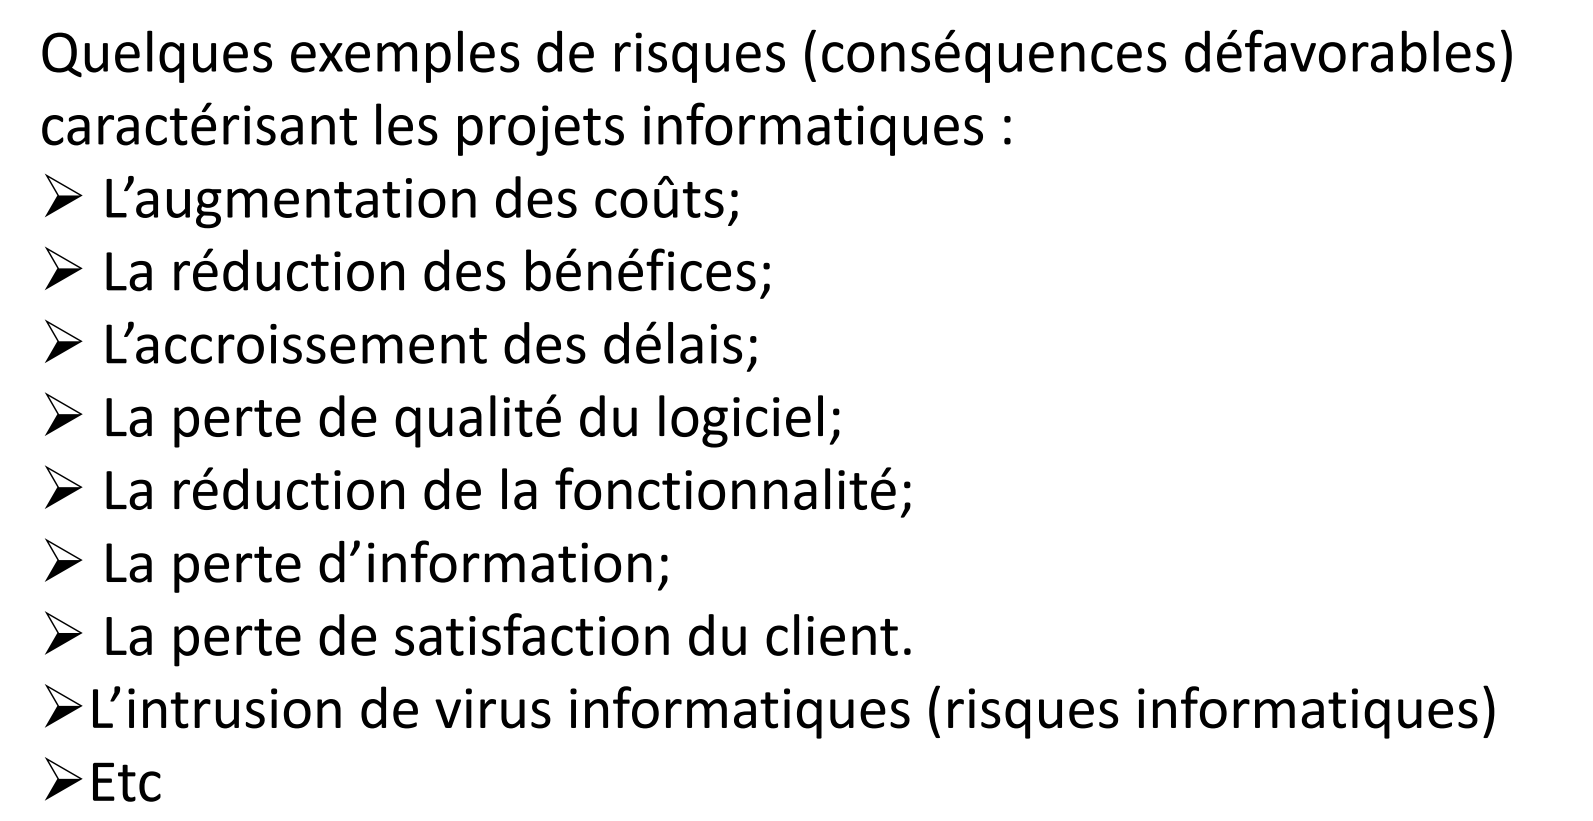 Quelques exemples de risques (conséquences défavorables)
caractérisant les projets informatiques :
➢ L’augmentation des coûts;
➢ La réduction des bénéfices;
➢ L’accroissement des délais;
➢ La perte de qualité du logiciel;
➢ La réduction de la fonctionnalité;
➢ La perte d’information;
➢ La perte de satisfaction du client.
➢L’intrusion de virus informatiques (risques informatiques)
➢Etc